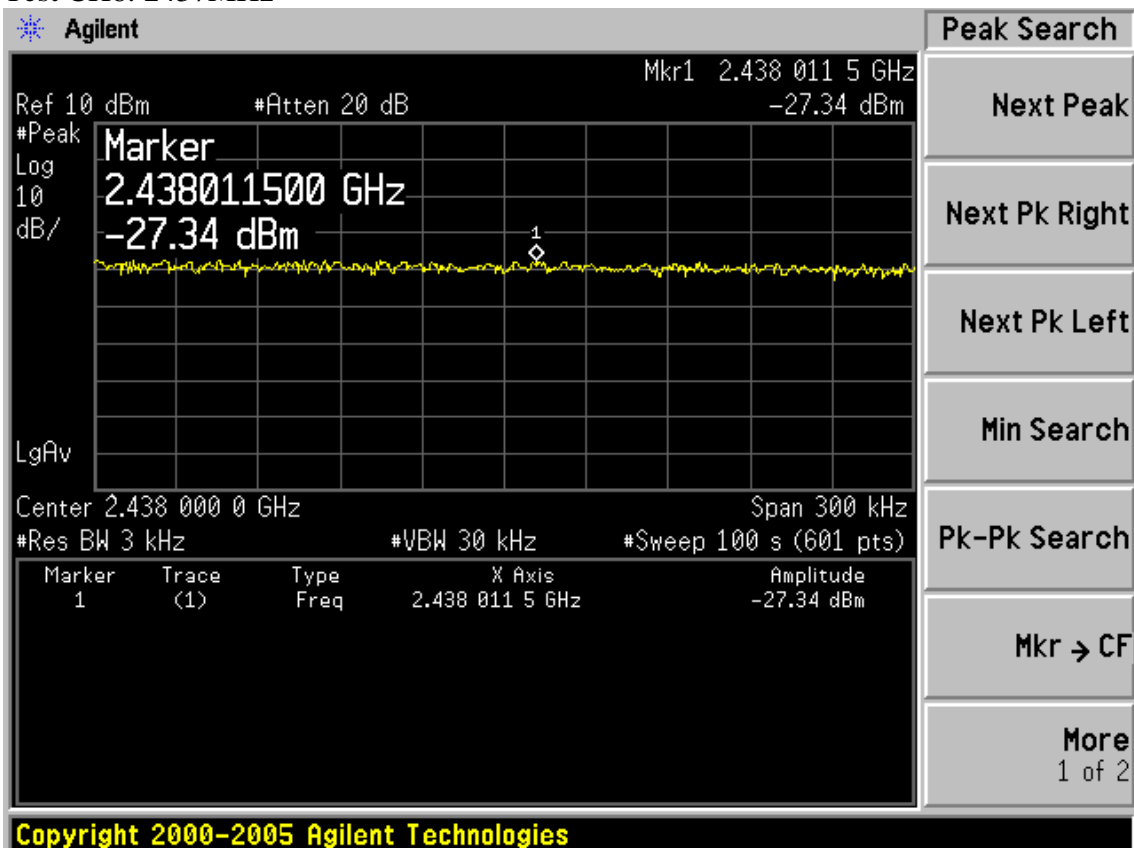 Agilent
Peak Search
Mkr1 2.438 011 5 GHz
Ref 10 dBm #Atten 20 dB -27.34 dBm
#Peak
Log
10
dB/
Marker
2.438011500 GHz
-27.34 dBm
1
LgAv
Center 2.438 000 0 GHz Span 300 kHz
#Res BW 3 kHz #VBW 30 kHz #Sweep 100 s (601 pts)
Marker Trace Type X Axis Amplitude
1 (1) Freq 2.438 011 5 GHz -27.34 dBm
Next Peak
Next Pk Right
Next Pk Left
Min Search
Pk-Pk Search
Mkr → CF
More
1 of 2
Copyright 2000-2005 Agilent Technologies